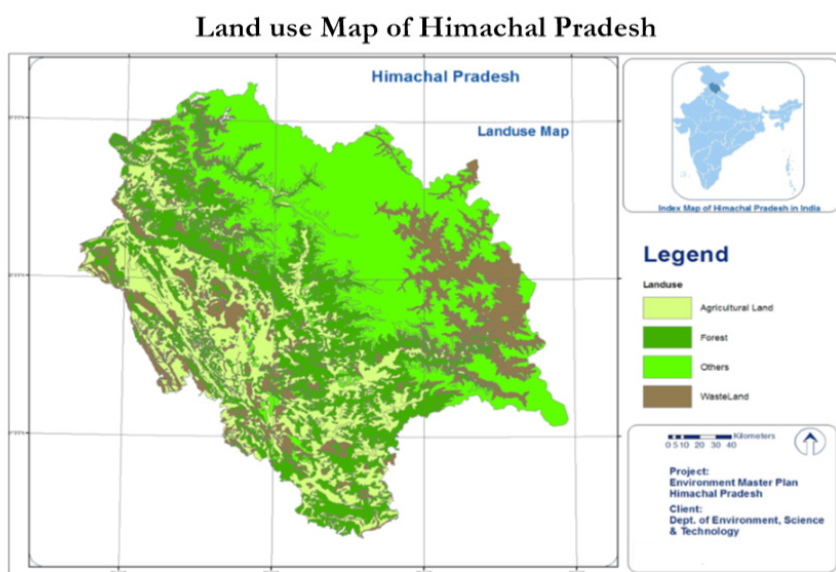 Land use Map of Himachal Pradesh
Himachal Pradesh
Landuse Map
Index Map of Himachal Pradesh in India
Legend
Landuse
Agricultural Land
Forest
Others
WasteLand
Kilometers
0 5 10 20 30 40
Project:
Environment Master Plan
Himachal Pradesh
Client:
Dept. of Environment, Science
& Technology